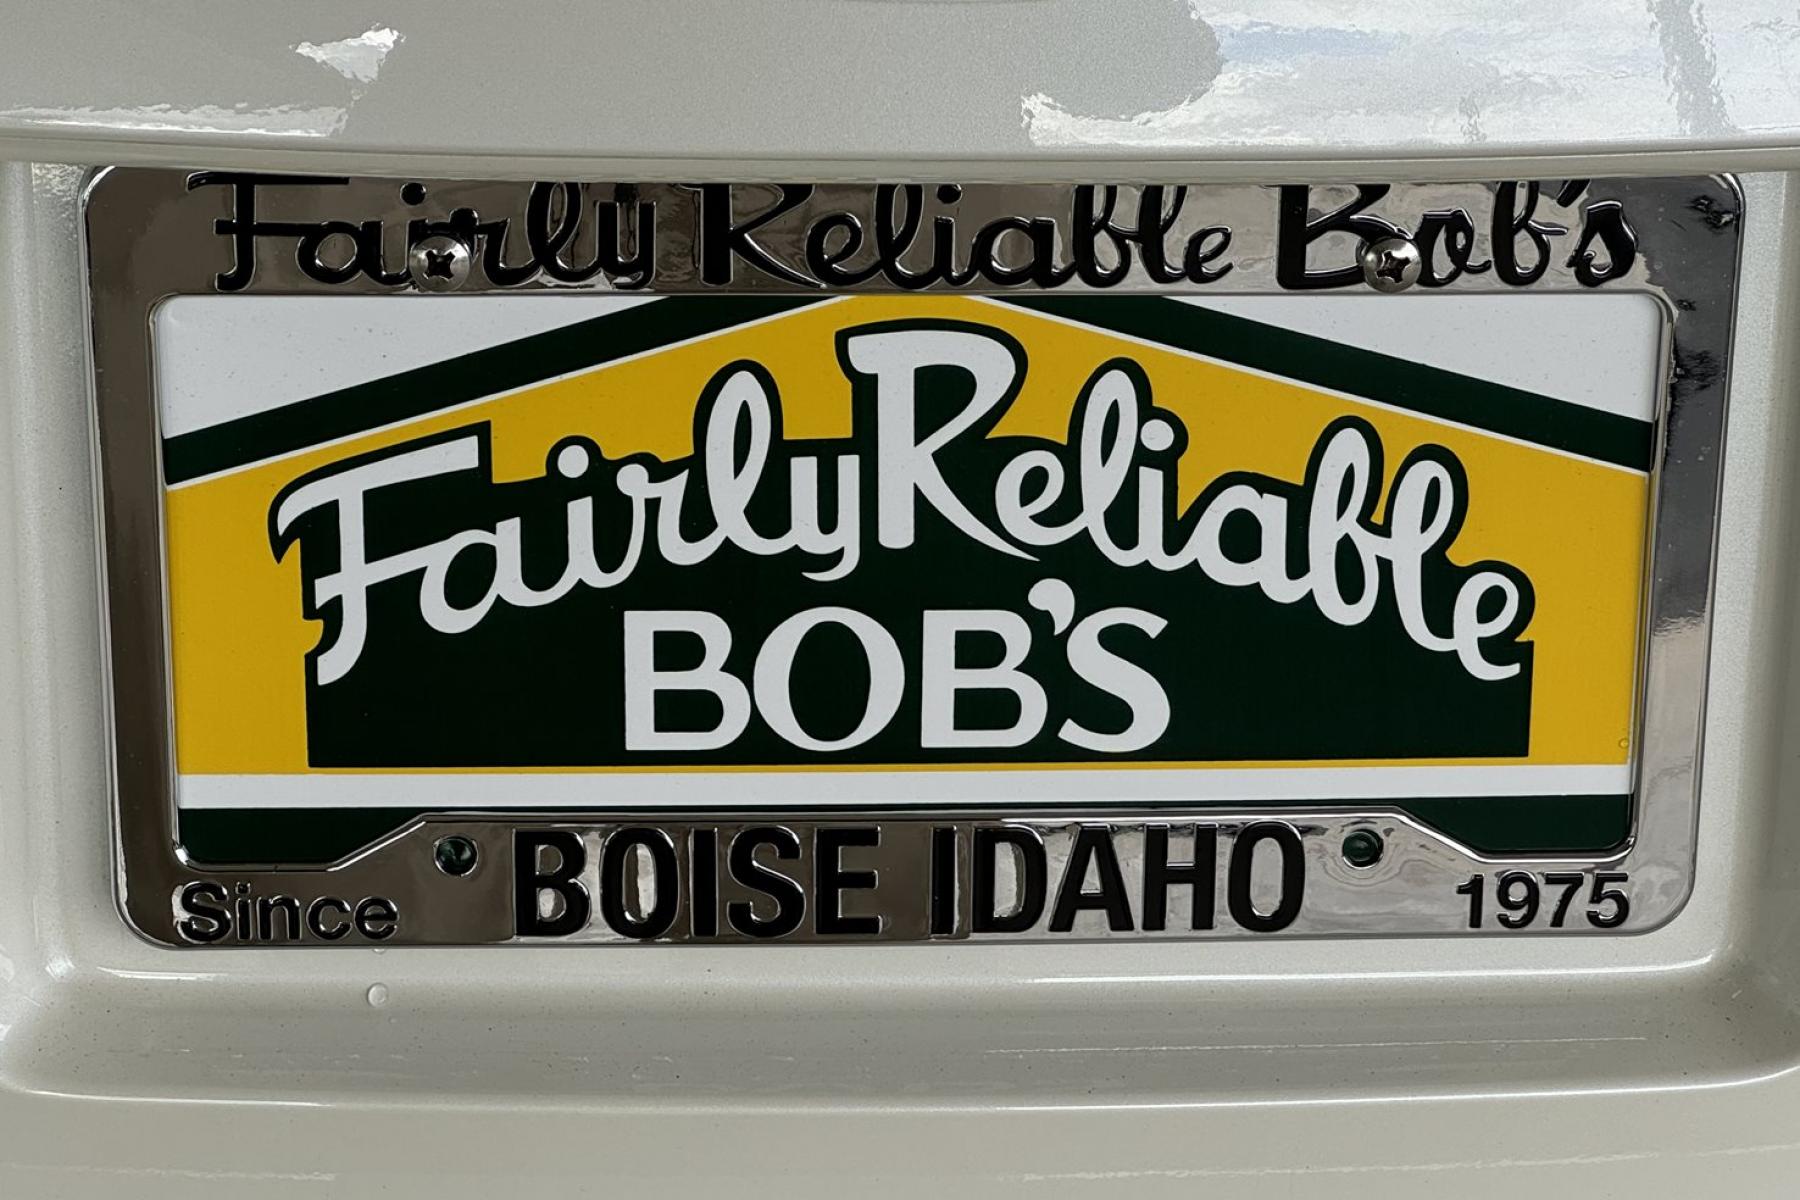 Fairly Reliable Bob's
Fairly Reliable
BOB'S
BOISE IDAHO
Since 1975